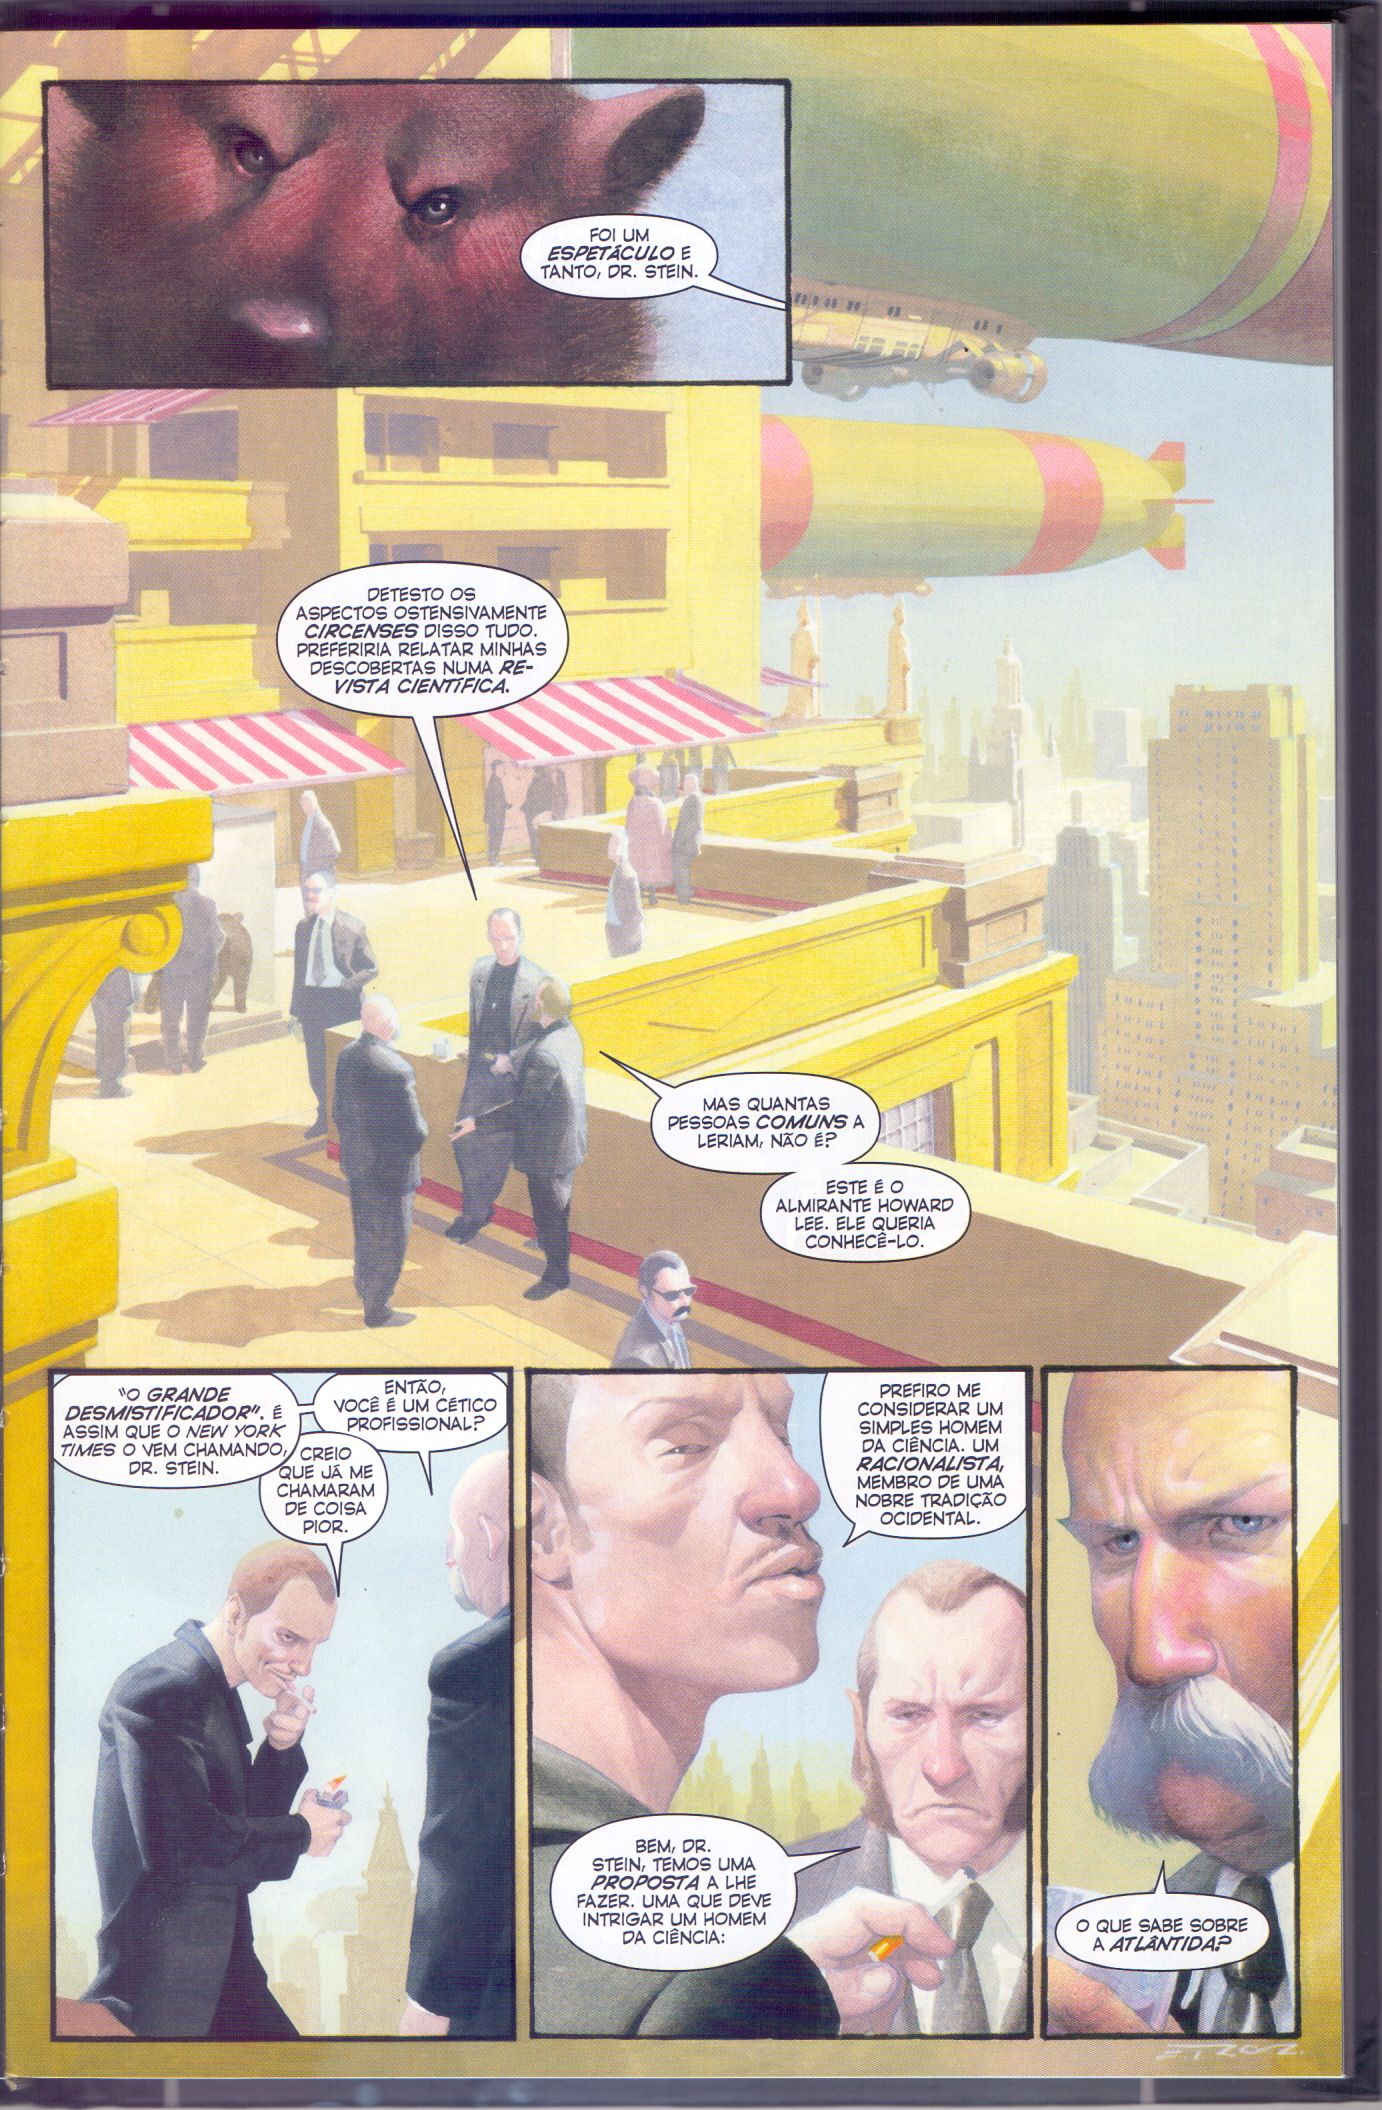 FOI UM
ESPETÁCULO E
TANTO, DR. STEIN.
DETESTO OS
ASPECTOS OSTENSIVAMENTE
CIRCENSES DISSO TUDO.
PREFERIRIA RELATAR MINHAS
DESCOBERTAS NUMA RE-
VISTA CIENTÍFICA.
MAS QUANTAS
PESSOAS COMUNS A
LERIAM, NÃO É?
ESTE É O
ALMIRANTE HOWARD
LEE. ELE QUERIA
CONHECÊ-LO.
"O GRANDE
DESMISTIFICADOR". É
ASSIM QUE O NEW YORK
TIMES O VEM CHAMANDO,
DR. STEIN.
ENTÃO,
VOCÊ É UM CÉTICO
PROFISSIONAL?
CREIO
QUE JÁ ME
CHAMARAM
DE COISA
PIOR.
PREFIRO ME
CONSIDERAR UM
SIMPLES HOMEM
DA CIÊNCIA. UM
RACIONALISTA,
MEMBRO DE UMA
NOBRE TRADIÇÃO
OCIDENTAL.
BEM, DR.
STEIN, TEMOS UMA
PROPOSTA A LHE
FAZER. UMA QUE DEVE
INTRIGAR UM HOMEM
DA CIÊNCIA:
O QUE SABE SOBRE
A ATLÂNTIDA?